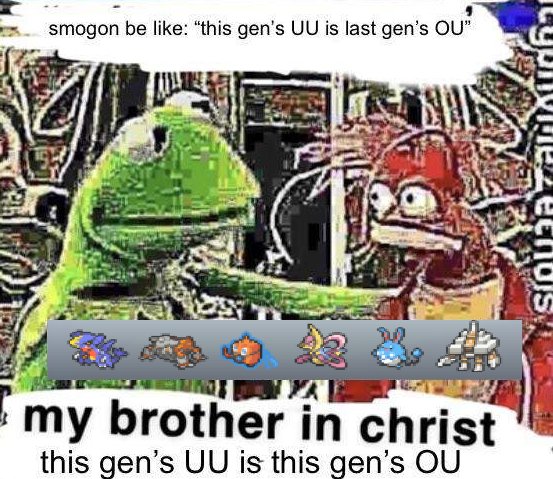 smogon be like: “this gen’s UU is last gen’s OU”
my brother in christ
this gen’s UU is this gen’s OU